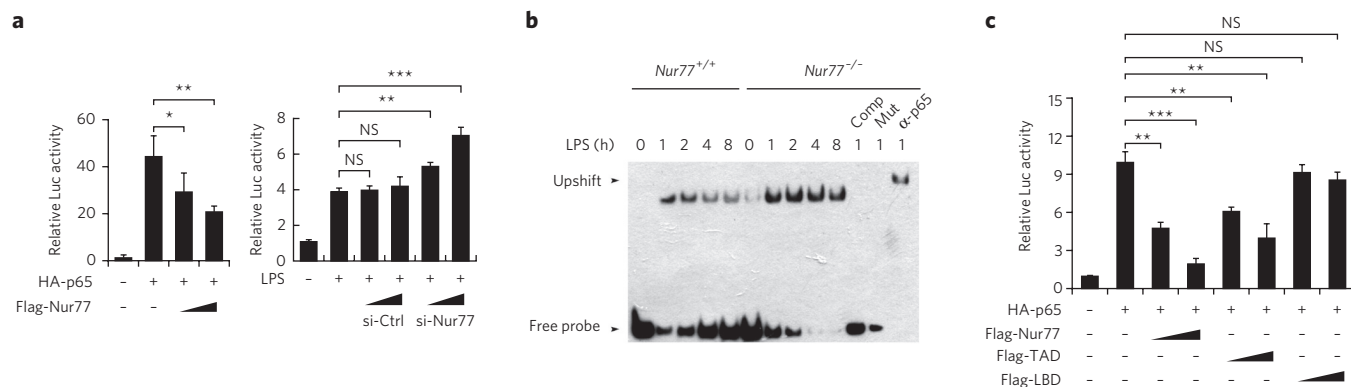 a
Relative Luc activity
60
40
20
0
* 
**
HA-p65 – + + +
Flag-Nur77 –  –
Relative Luc activity
8
6
4
2
0
NS
NS
**
***
LPS – + + + + +
si-Ctrl si-Nur77
b
Nur77+/+ Nur77−/−
Comp Mut α-p65
LPS (h) 0 1 2 4 8 0 1 2 4 8 1 1 1
Upshift
Free probe
c
NS
NS
**
**
***
**
Relative Luc activity
15
12
9
6
3
0
HA-p65 – + + + + + + +
Flag-Nur77 – – – – – –
Flag-TAD – – – – – –
Flag-LBD – – – – – –